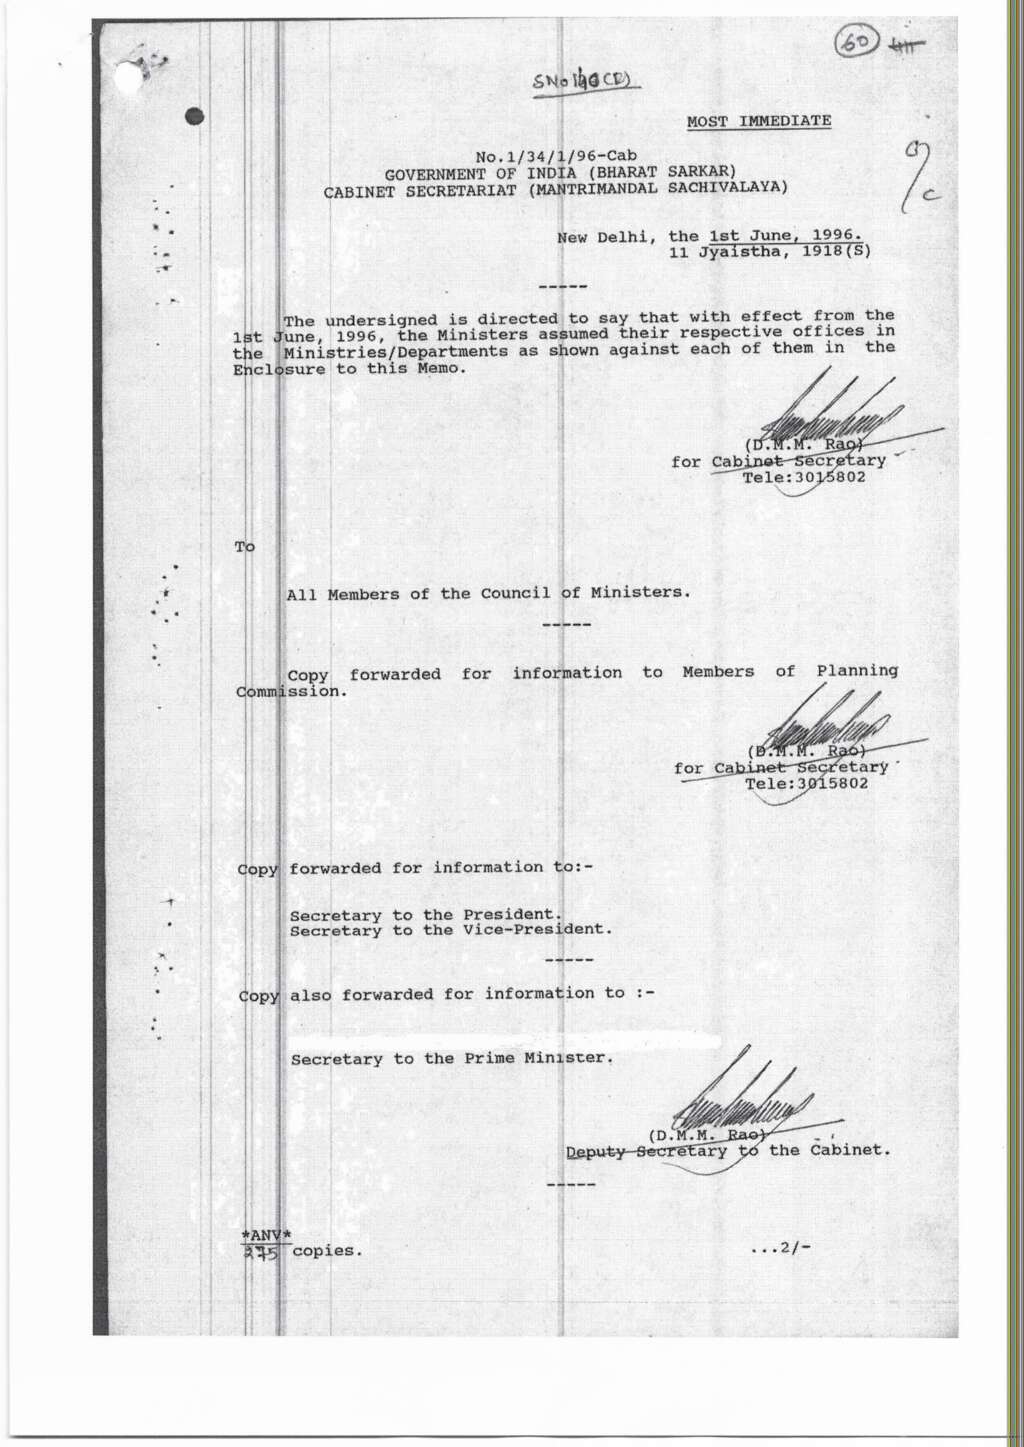 60
MOST IMMEDIATE
No.1/34/1/96-Cab
GOVERNMENT OF INDIA (BHARAT SARKAR)
CABINET SECRETARIAT (MANTRIMANDAL SACHIVALAYA)
New Delhi, the 1st June, 1996.
11 Jyaistha, 1918(S)
-----
The undersigned is directed to say that with effect from the
1st June, 1996, the Ministers assumed their respective offices in
the Ministries/Departments as shown against each of them in the
Enclosure to this Memo.
(D.M.M. Rao)
for Cabinet Secretary
Tele:3015802
To
All Members of the Council of Ministers.
-----
Copy forwarded for information to Members of Planning
Commission.
(D.M.M. Rao)
for Cabinet Secretary
Tele:3015802
Copy forwarded for information to:-
Secretary to the President.
Secretary to the Vice-President.
-----
Copy also forwarded for information to :-
Secretary to the Prime Minister.
(D.M.M. Rao)
Deputy Secretary to the Cabinet.
-----
*ANV*
275 copies.
...2/-